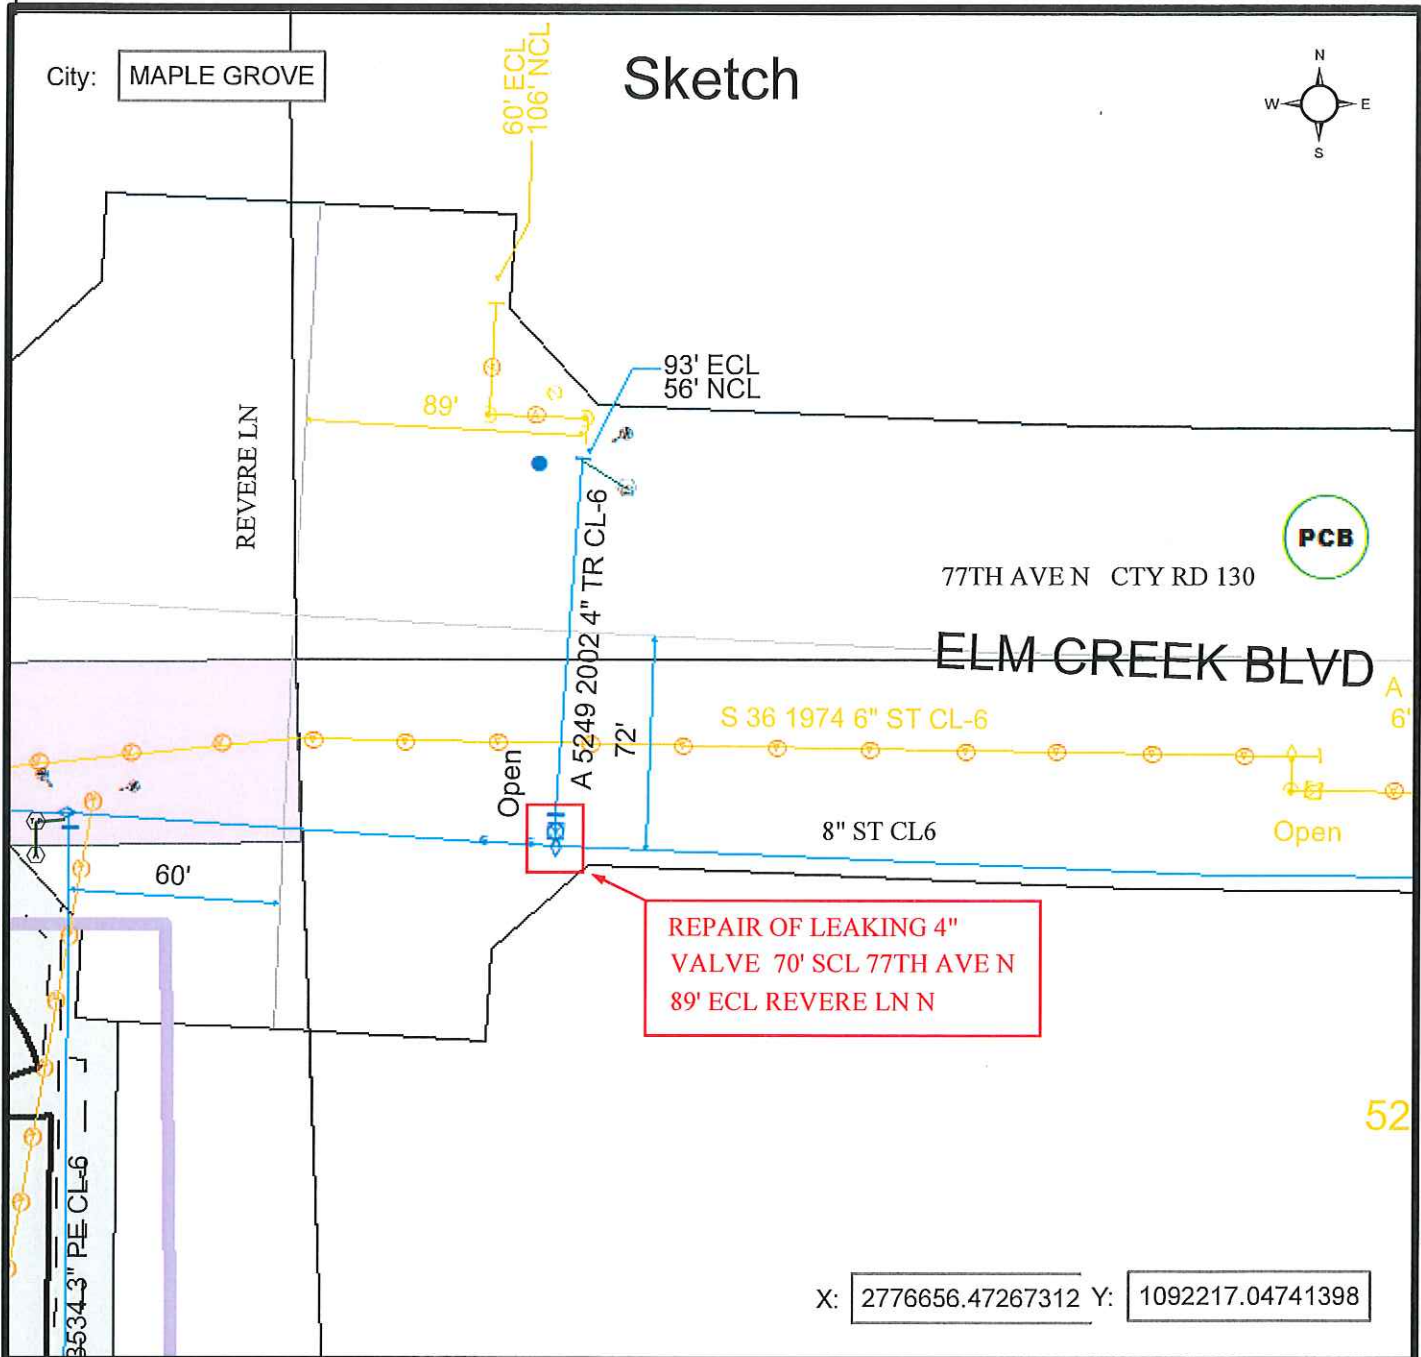 City: MAPLE GROVE
Sketch
N
W E
S
60' ECL
106' NCL
93' ECL
56' NCL
89'
REVERE LN
PCB
77TH AVE N CTY RD 130
ELM CREEK BLVD
A 5249 2002 4" TR CL-6
72'
S 36 1974 6" ST CL-6
A
6'
Open
8" ST CL6
Open
60'
REPAIR OF LEAKING 4"
VALVE 70' SCL 77TH AVE N
89' ECL REVERE LN N
52
3534 3" PE CL-6
X: 2776656.47267312 Y: 1092217.04741398